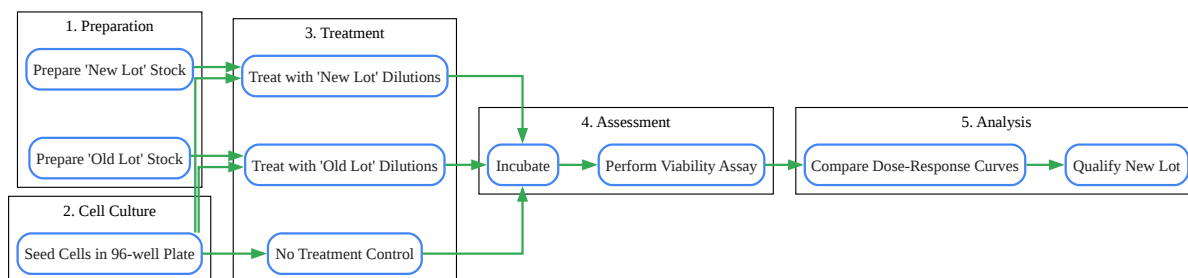 1. Preparation
Prepare 'New Lot' Stock
Prepare 'Old Lot' Stock
2. Cell Culture
Seed Cells in 96-well Plate
3. Treatment
Treat with 'New Lot' Dilutions
Treat with 'Old Lot' Dilutions
No Treatment Control
4. Assessment
Incubate
Perform Viability Assay
5. Analysis
Compare Dose-Response Curves
Qualify New Lot